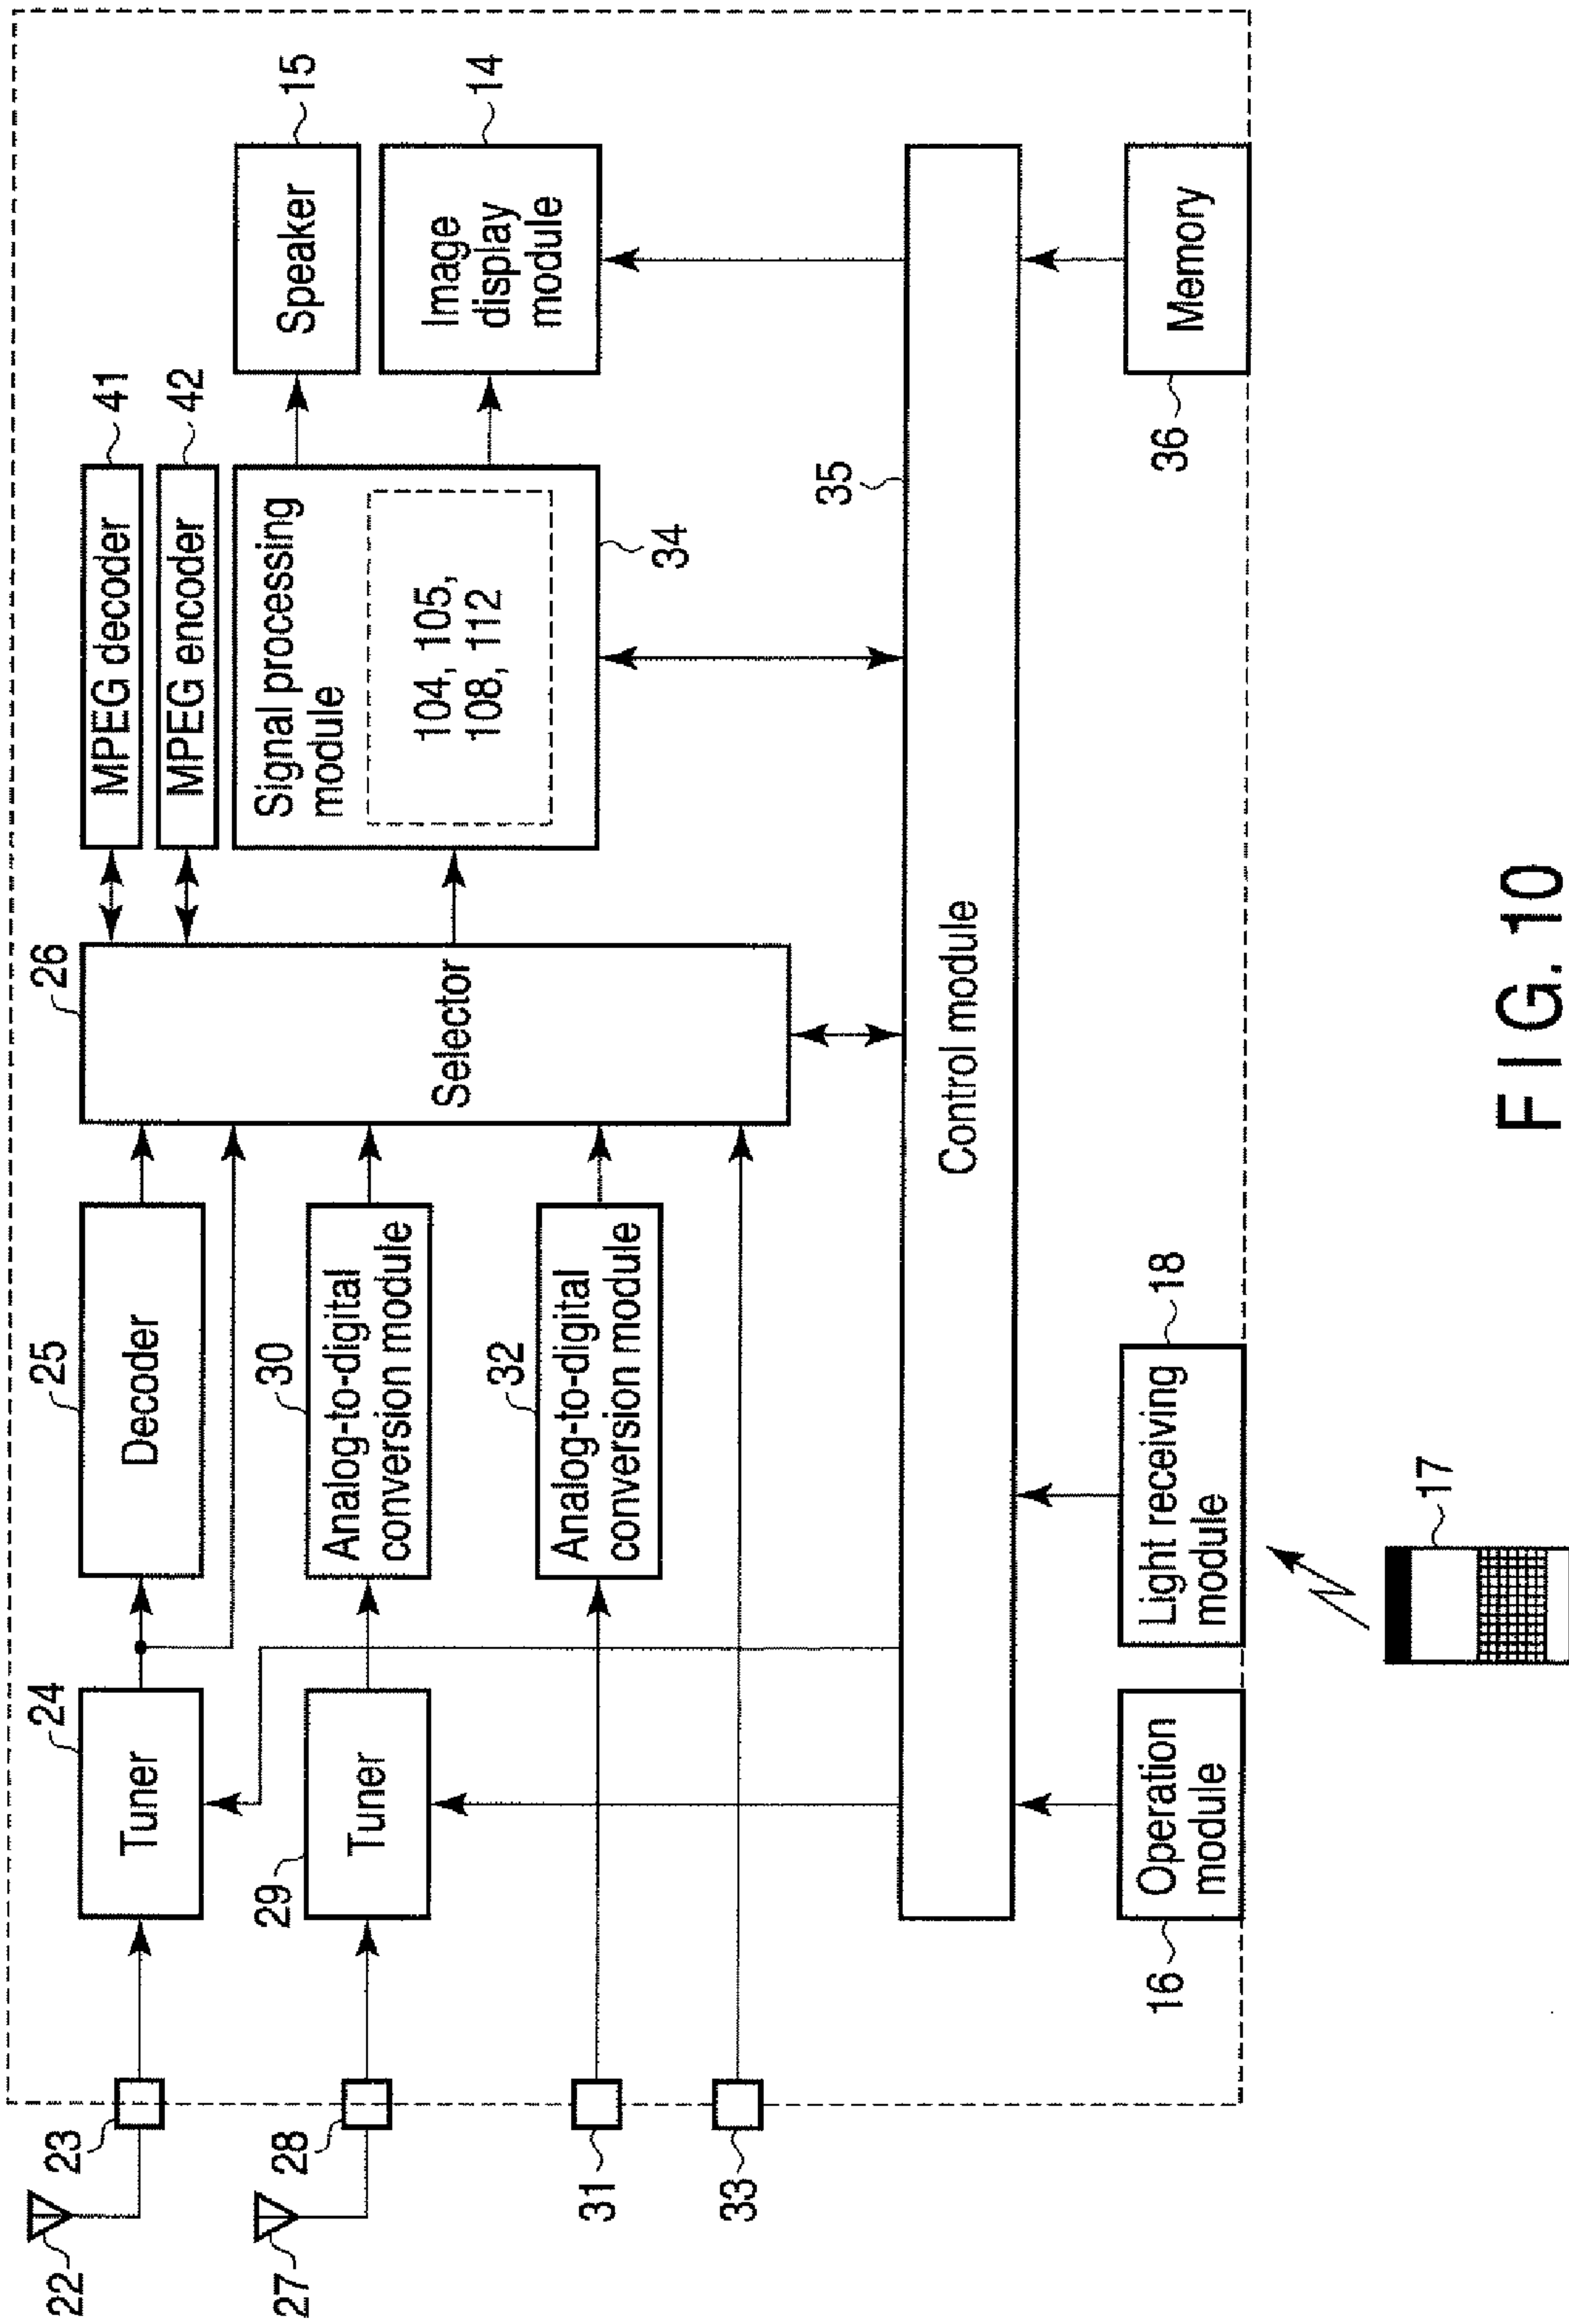 22
23
24
Tuner
25
Decoder
26
Selector
41
MPEG decoder
42
MPEG encoder
15
Speaker
Signal processing
module
104, 105,
108, 112
34
14
Image
display
module
27
28
29
Tuner
30
Analog-to-digital
conversion module
31
32
Analog-to-digital
conversion module
33
35
Control module
16
Operation
module
Light receiving
module
18
17
36
Memory
FIG. 10